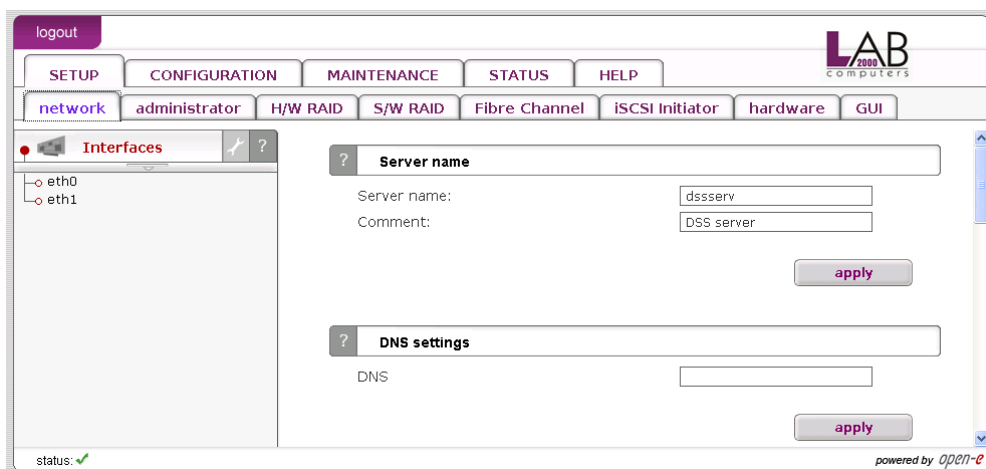 logout
LAB
2000
computers
SETUP CONFIGURATION MAINTENANCE STATUS HELP
network administrator H/W RAID S/W RAID Fibre Channel iSCSI Initiator hardware GUI
Interfaces ?
eth0
eth1
? Server name
Server name: dssserv
Comment: DSS server
apply
? DNS settings
DNS
apply
status:
powered by open-e